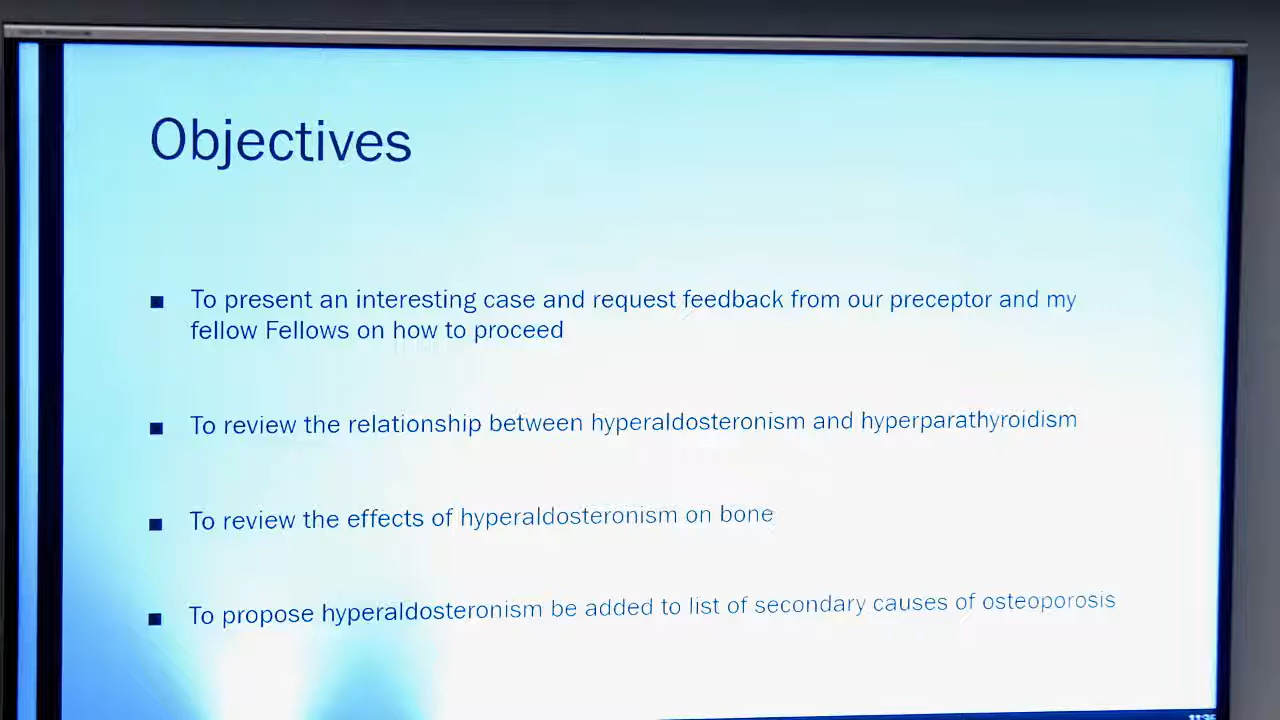 Objectives
■ To present an interesting case and request feedback from our preceptor and my
fellow Fellows on how to proceed
■ To review the relationship between hyperaldosteronism and hyperparathyroidism
■ To review the effects of hyperaldosteronism on bone
■ To propose hyperaldosteronism be added to list of secondary causes of osteoporosis